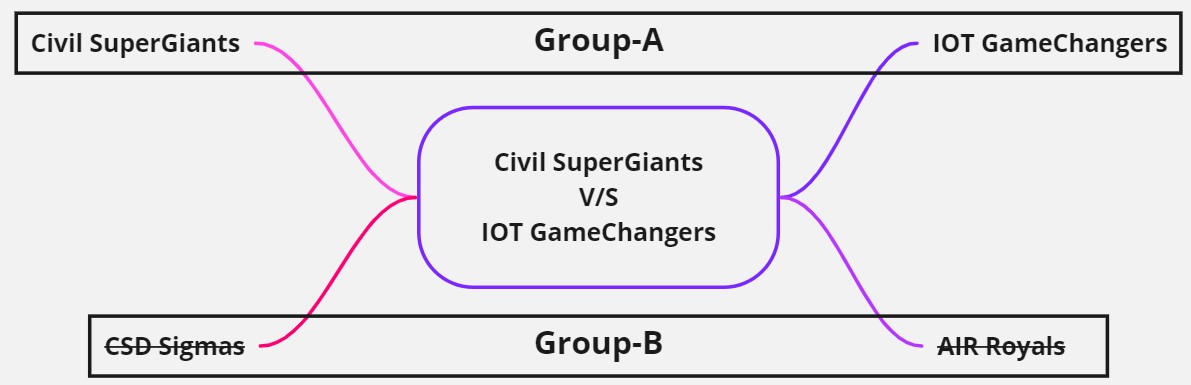 Civil SuperGiants
Group-A
IOT GameChangers
Civil SuperGiants
V/S
IOT GameChangers
CSD Sigmas
Group-B
AIR Royals